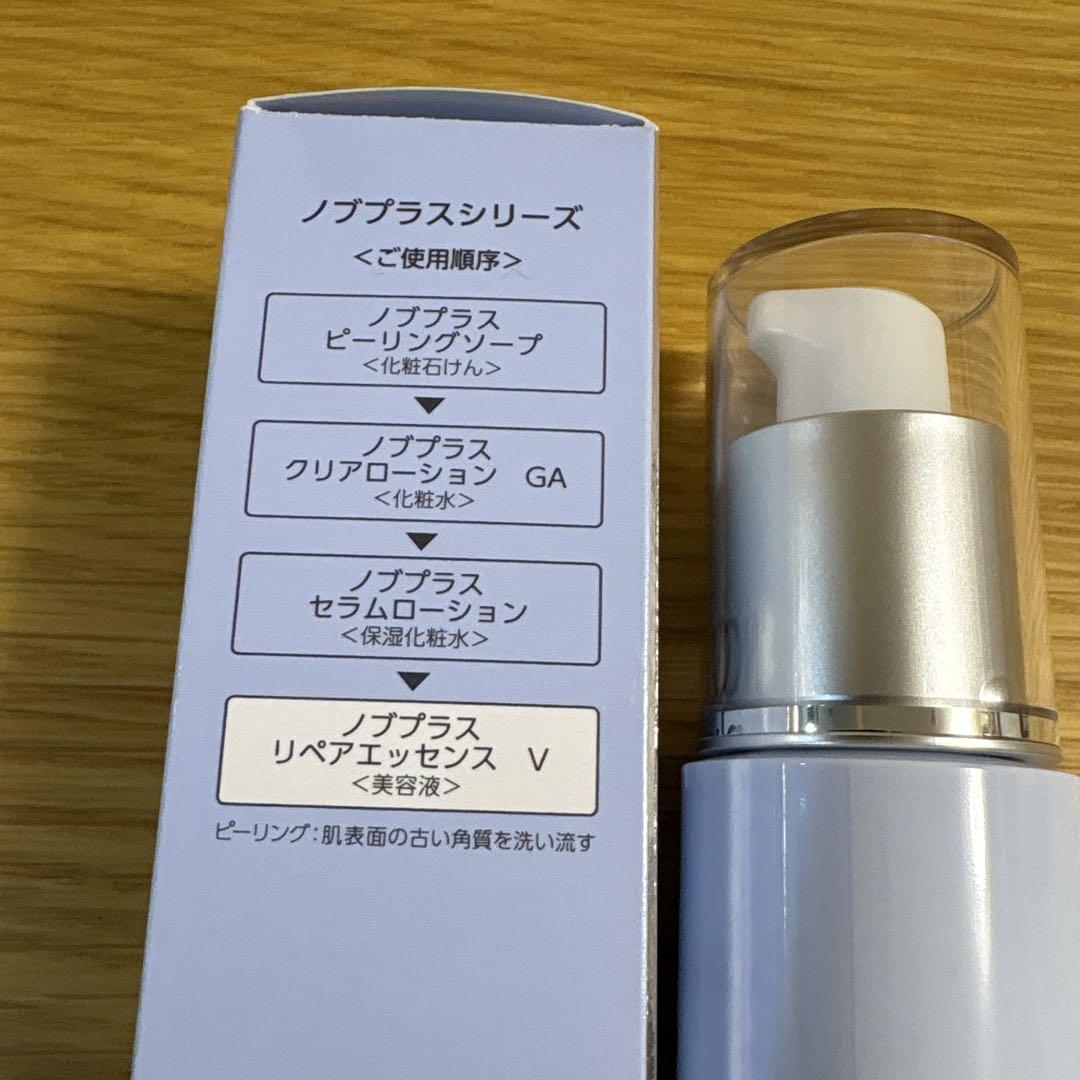 ノブプラスシリーズ
＜ご使用順序＞
ノブプラス
ピーリングソープ
＜化粧石けん＞
ノブプラス
クリアローション　GA
＜化粧水＞
ノブプラス
セラムローション
＜保湿化粧水＞
ノブプラス
リペアエッセンス　V
＜美容液＞
ピーリング：肌表面の古い角質を洗い流す